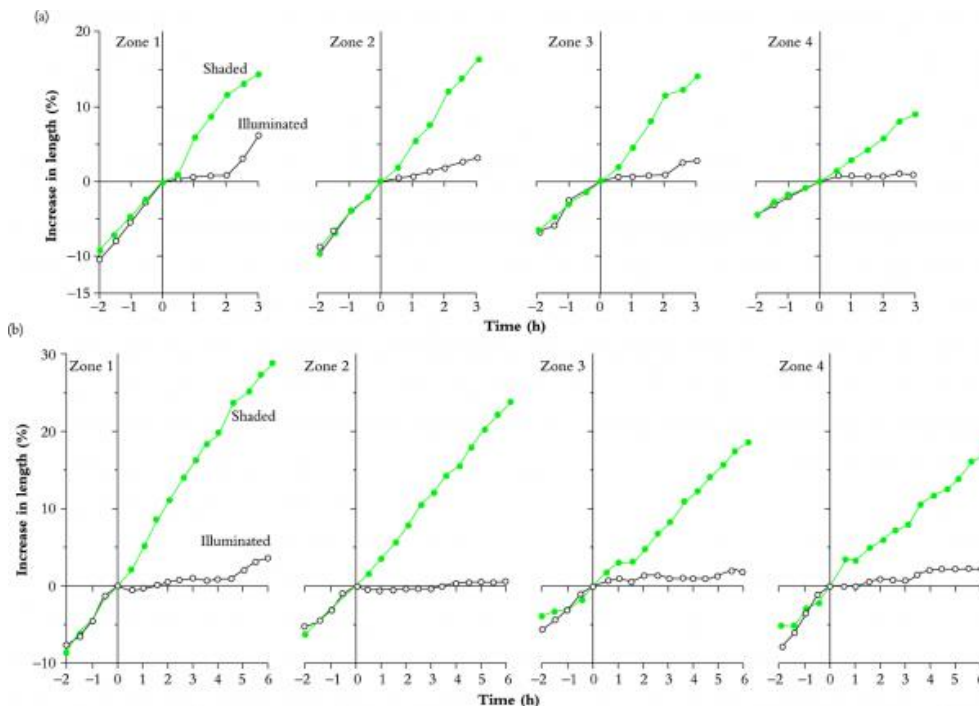 (a)
20
15
10
5
0
−5
−10
−15
Increase in length (%)
Zone 1
Shaded
Illuminated
Zone 2
Zone 3
Zone 4
−2 −1 0 1 2 3
−2 −1 0 1 2 3
−2 −1 0 1 2 3
−2 −1 0 1 2 3
Time (h)
(b)
30
20
10
0
−10
Increase in length (%)
Zone 1
Shaded
Illuminated
Zone 2
Zone 3
Zone 4
−2 −1 0 1 2 3 4 5 6
−2 −1 0 1 2 3 4 5 6
−2 −1 0 1 2 3 4 5 6
−2 −1 0 1 2 3 4 5 6
Time (h)